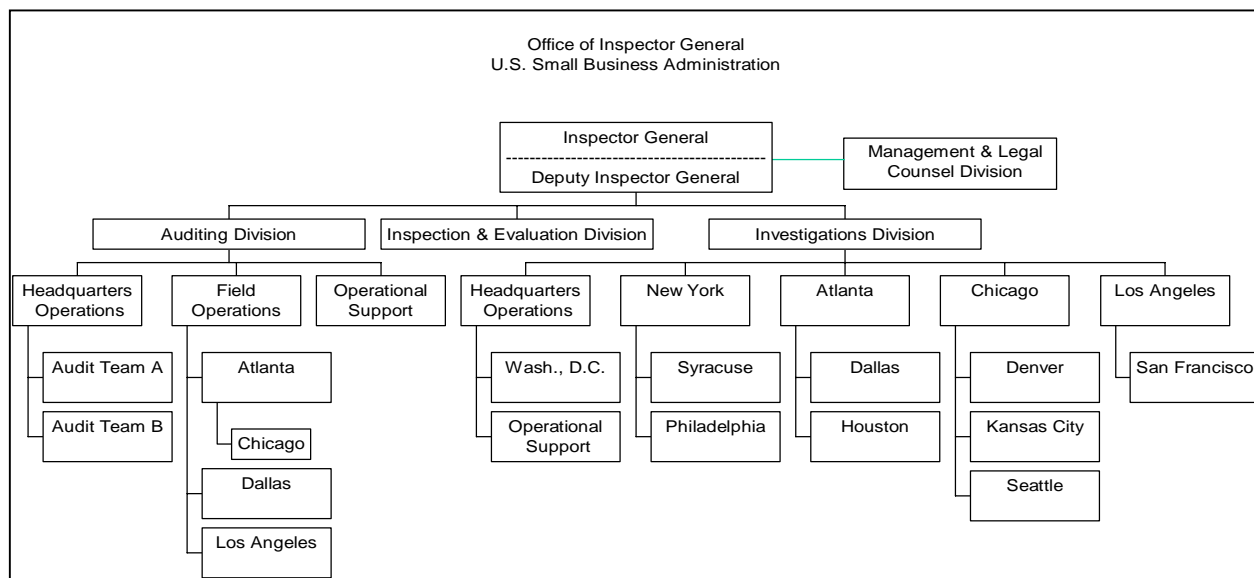 Office of Inspector General
U.S. Small Business Administration
Inspector General
Deputy Inspector General
Management & Legal
Counsel Division
Auditing Division
Inspection & Evaluation Division
Investigations Division
Headquarters
Operations
Field
Operations
Operational
Support
Headquarters
Operations
New York
Atlanta
Chicago
Los Angeles
Audit Team A
Audit Team B
Atlanta
Chicago
Dallas
Los Angeles
Wash., D.C.
Operational
Support
Syracuse
Philadelphia
Dallas
Houston
Denver
Kansas City
Seattle
San Francisco